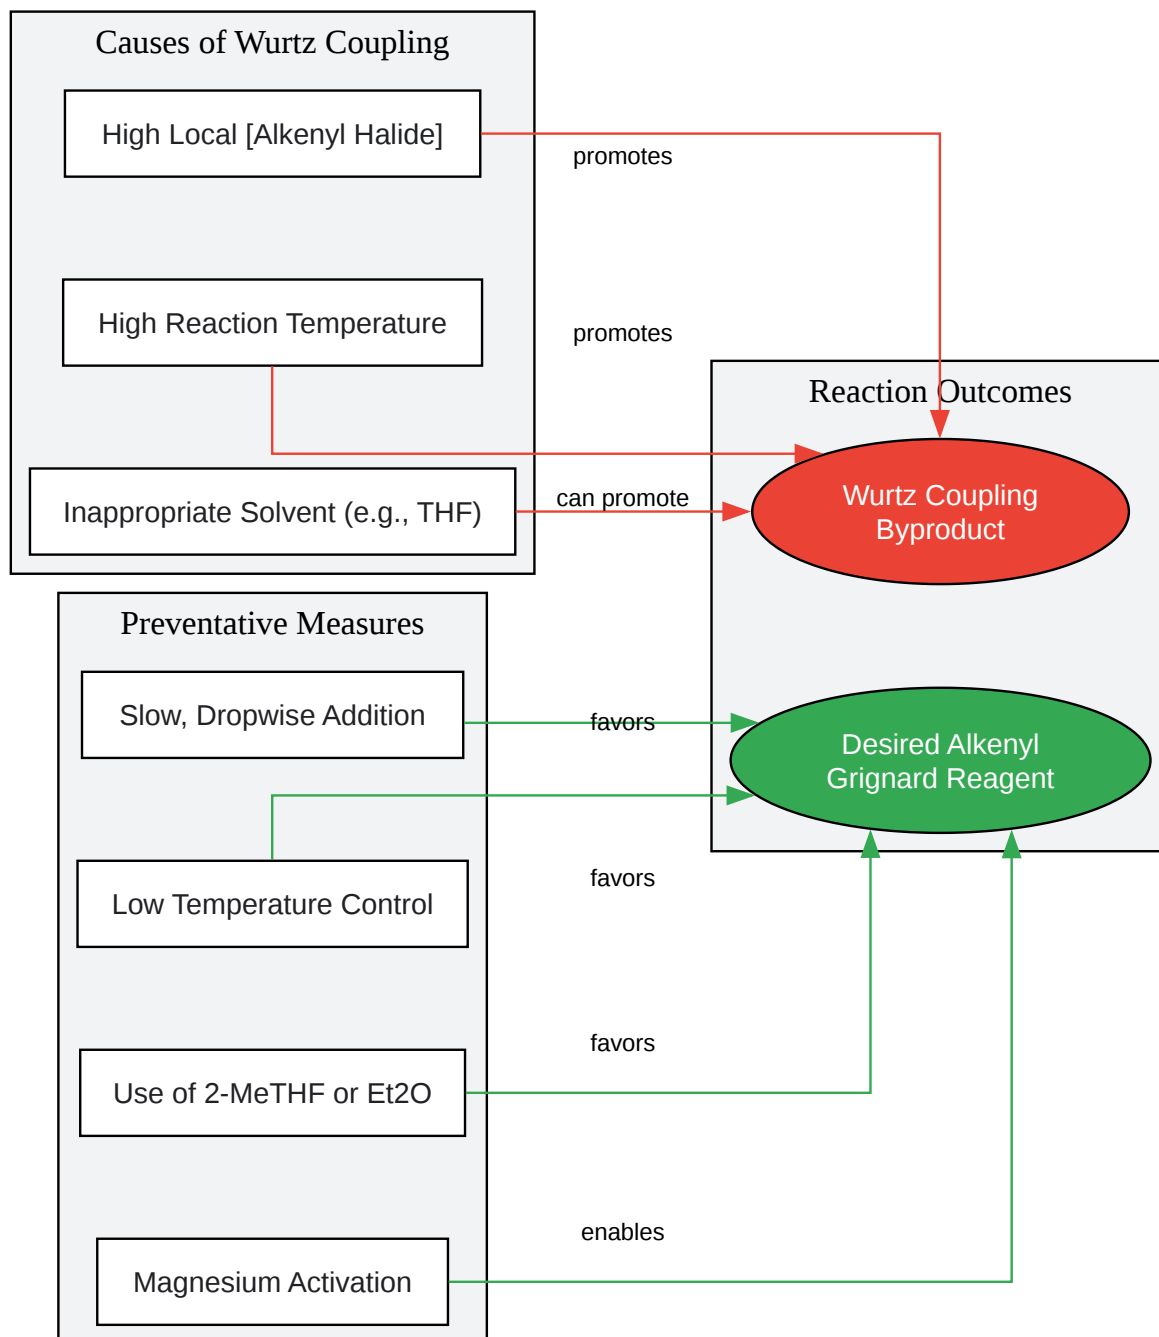 Causes of Wurtz Coupling
High Local [Alkenyl Halide]
promotes
High Reaction Temperature
promotes
Inappropriate Solvent (e.g., THF)
can promote
Reaction Outcomes
Wurtz Coupling
Byproduct
Desired Alkenyl
Grignard Reagent
Preventative Measures
Slow, Dropwise Addition
favors
Low Temperature Control
favors
Use of 2-MeTHF or Et2O
favors
Magnesium Activation
enables